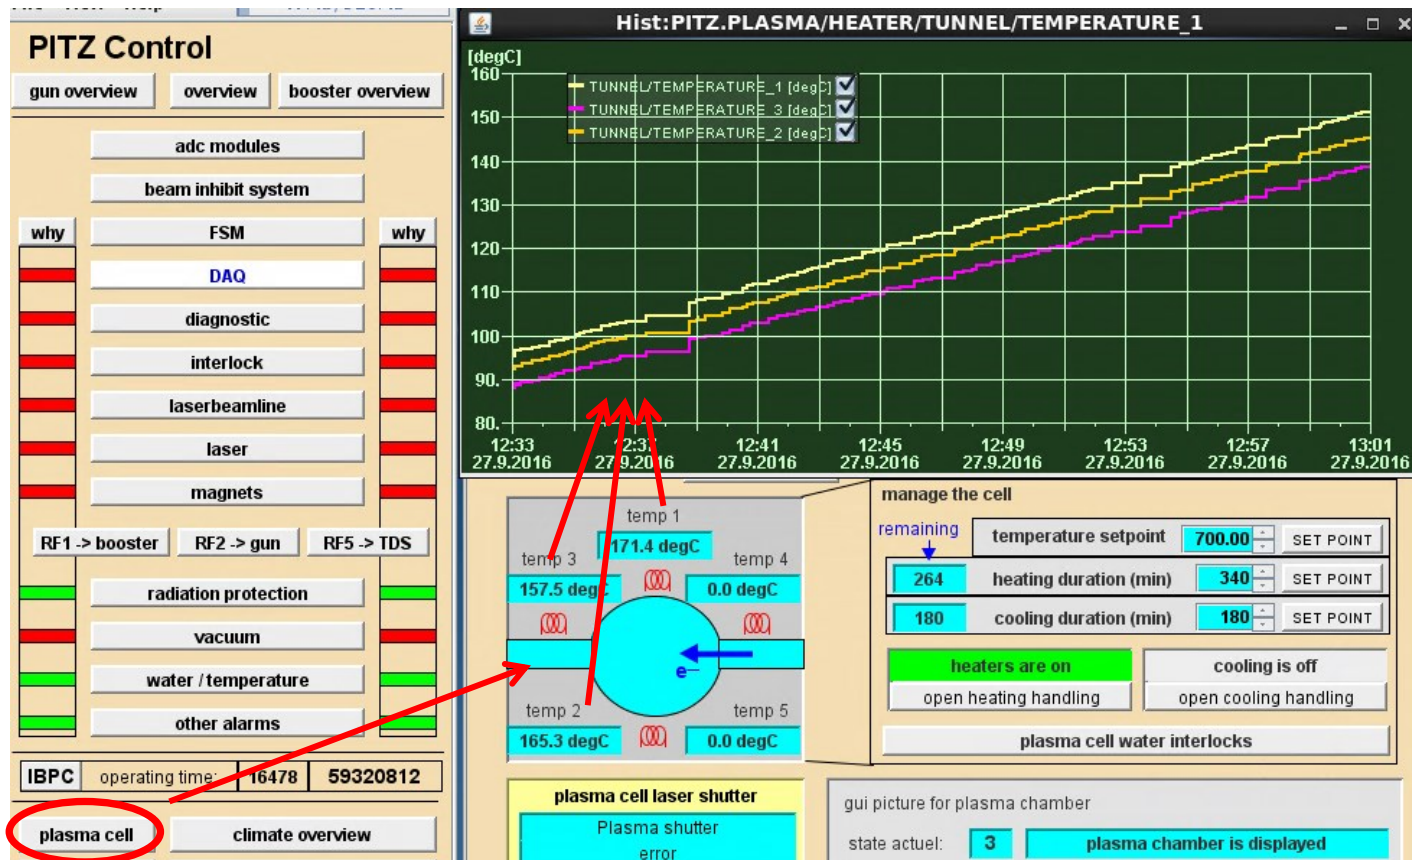 PITZ Control
gun overview overview booster overview
adc modules
beam inhibit system
why FSM why
DAQ
diagnostic
interlock
laserbeamline
laser
magnets
RF1 -> booster RF2 -> gun RF5 -> TDS
radiation protection
vacuum
water / temperature
other alarms
IBPC operating time: 16478 59320812
plasma cell climate overview
Hist:PITZ.PLASMA/HEATER/TUNNEL/TEMPERATURE_1
[degC]
160
TUNNEL/TEMPERATURE_1 [degC]
TUNNEL/TEMPERATURE_3 [degC]
TUNNEL/TEMPERATURE_2 [degC]
150
140
130
120
110
100
90.
80.
12:33 12:37 12:41 12:45 12:49 12:53 12:57 13:01
27.9.2016 27.9.2016 27.9.2016 27.9.2016 27.9.2016 27.9.2016 27.9.2016 27.9.2016
temp 1
171.4 degC
temp 3 temp 4
157.5 degC 0.0 degC
e-
temp 2 temp 5
165.3 degC 0.0 degC
manage the cell
remaining temperature setpoint 700.00 SET POINT
264 heating duration (min) 340 SET POINT
180 cooling duration (min) 180 SET POINT
heaters are on cooling is off
open heating handling open cooling handling
plasma cell water interlocks
plasma cell laser shutter
Plasma shutter
error
gui picture for plasma chamber
state actuel: 3 plasma chamber is displayed